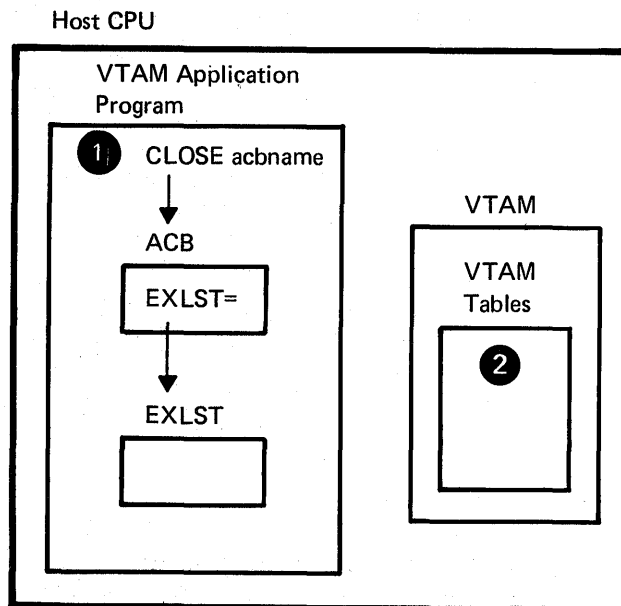 Host CPU
VTAM Application
Program
1 CLOSE acbname
ACB
EXLST=
EXLST
VTAM
VTAM
Tables
2